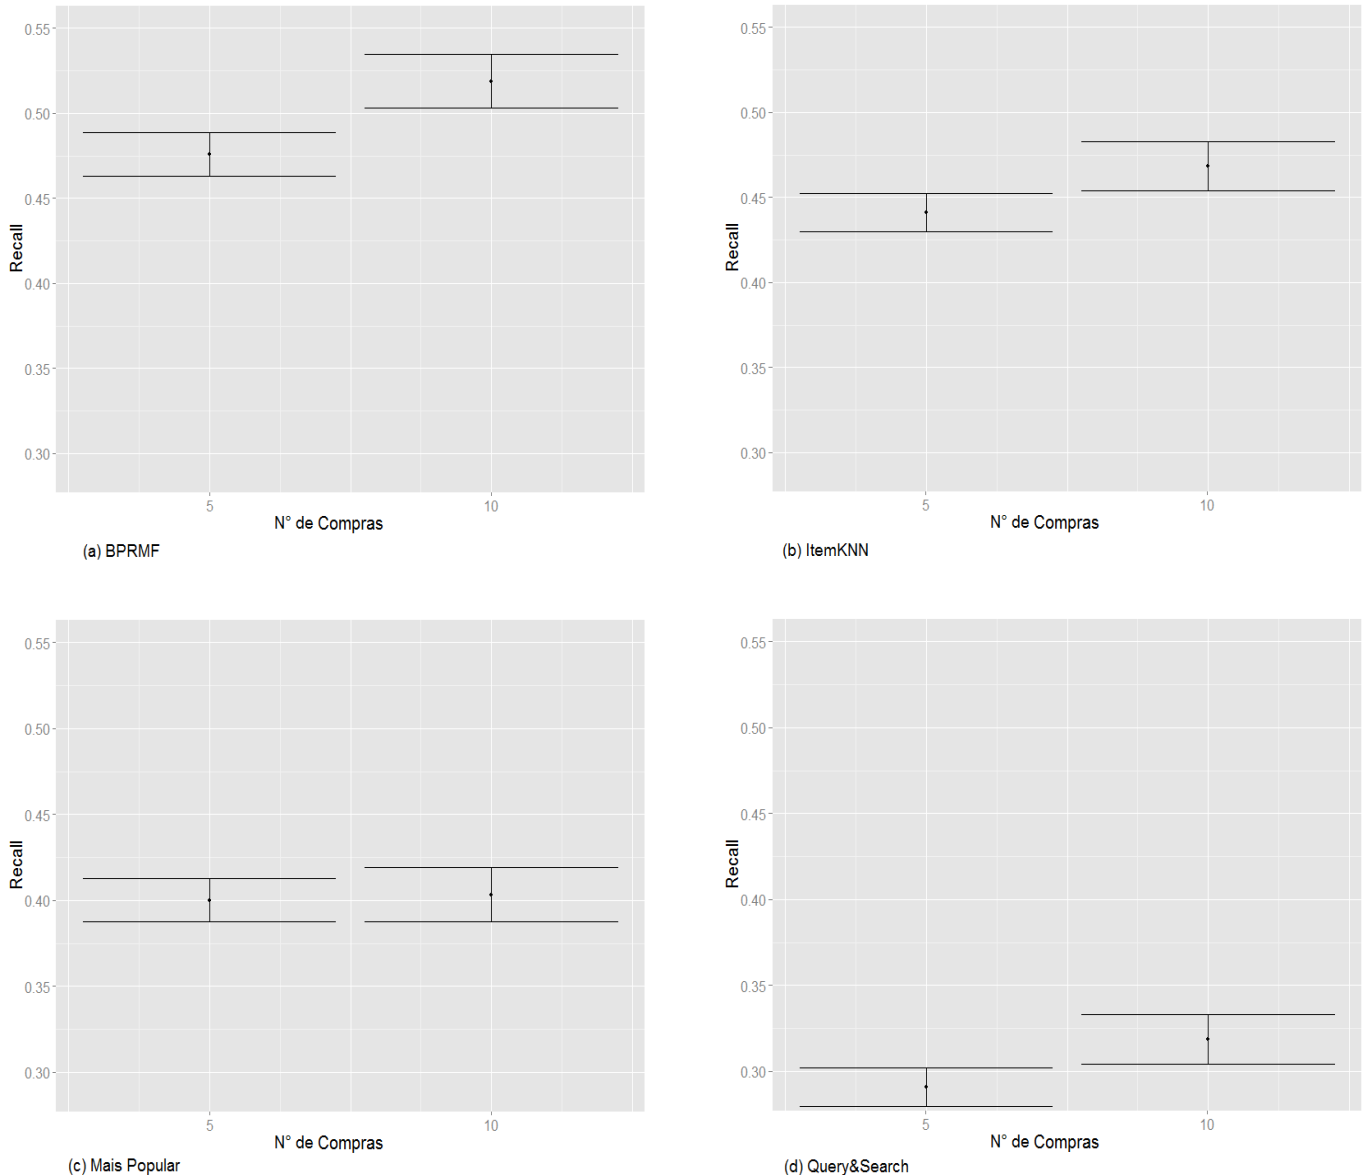 0.55
0.50
0.45
0.40
0.35
0.30
Recall
5
10
N° de Compras
(a) BPRMF
0.55
0.50
0.45
0.40
0.35
0.30
Recall
5
10
N° de Compras
(b) ItemKNN
0.55
0.50
0.45
0.40
0.35
0.30
Recall
5
10
N° de Compras
(c) Mais Popular
0.55
0.50
0.45
0.40
0.35
0.30
Recall
5
10
N° de Compras
(d) Query&Search